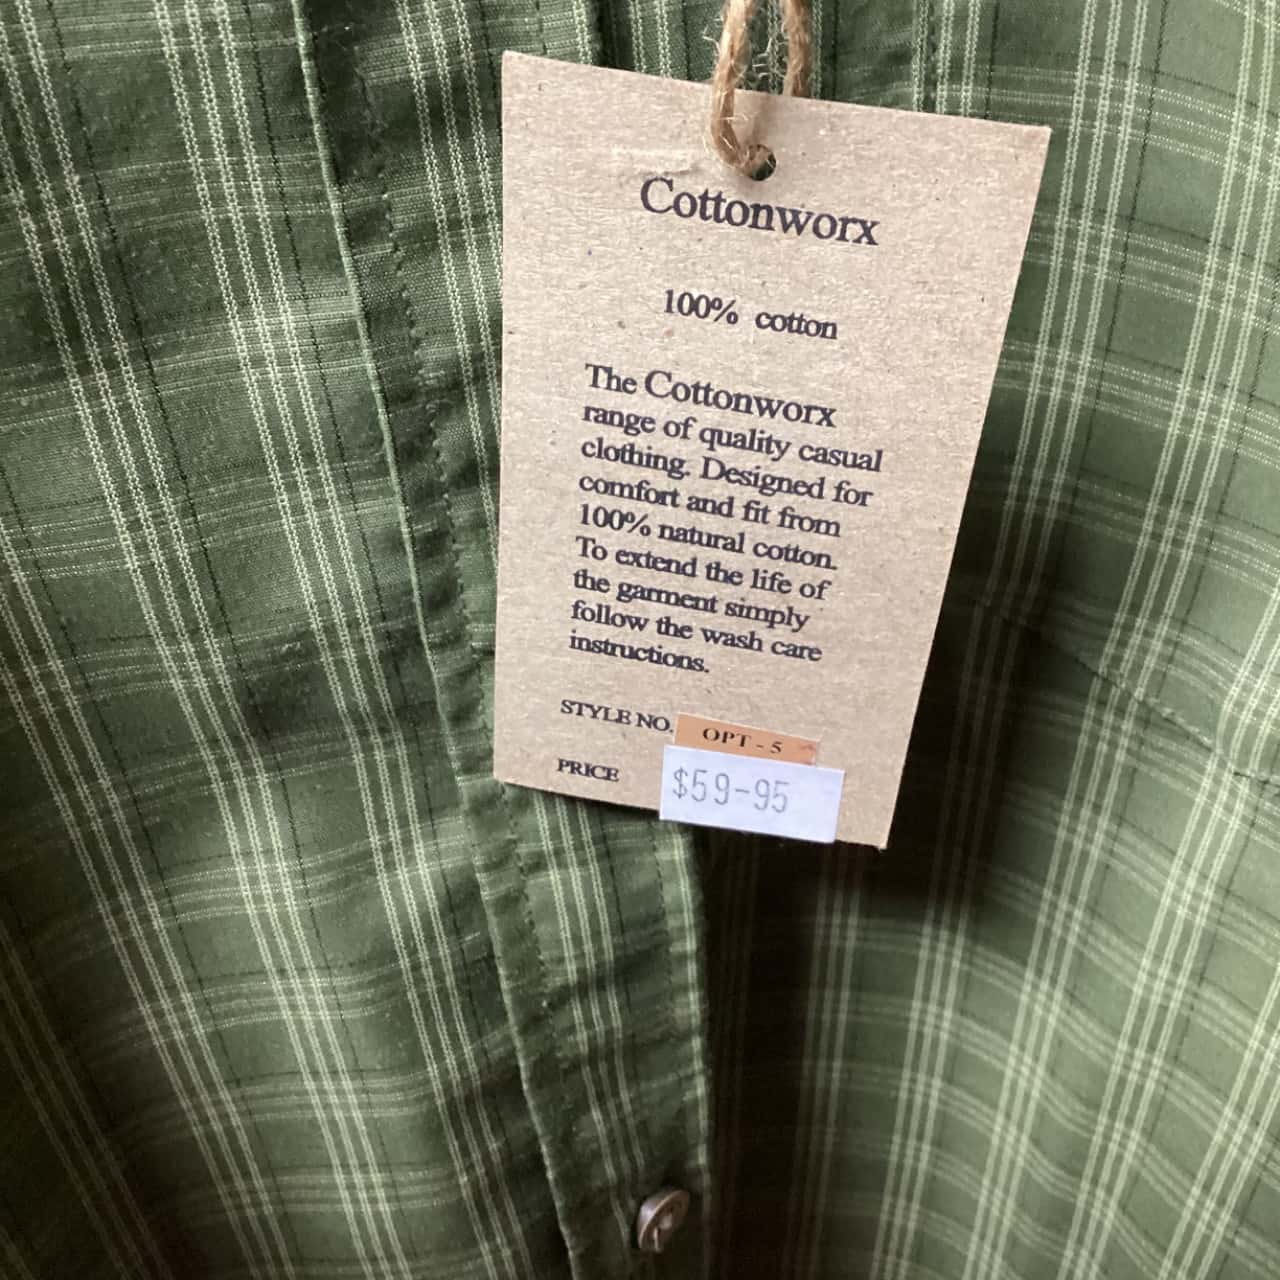 Cottonworx
100% cotton
The Cottonworx
range of quality casual
clothing. Designed for
comfort and fit from
100% natural cotton.
To extend the life of
the garment simply
follow the wash care
instructions.
STYLE NO. OPT - 5
PRICE $59-95